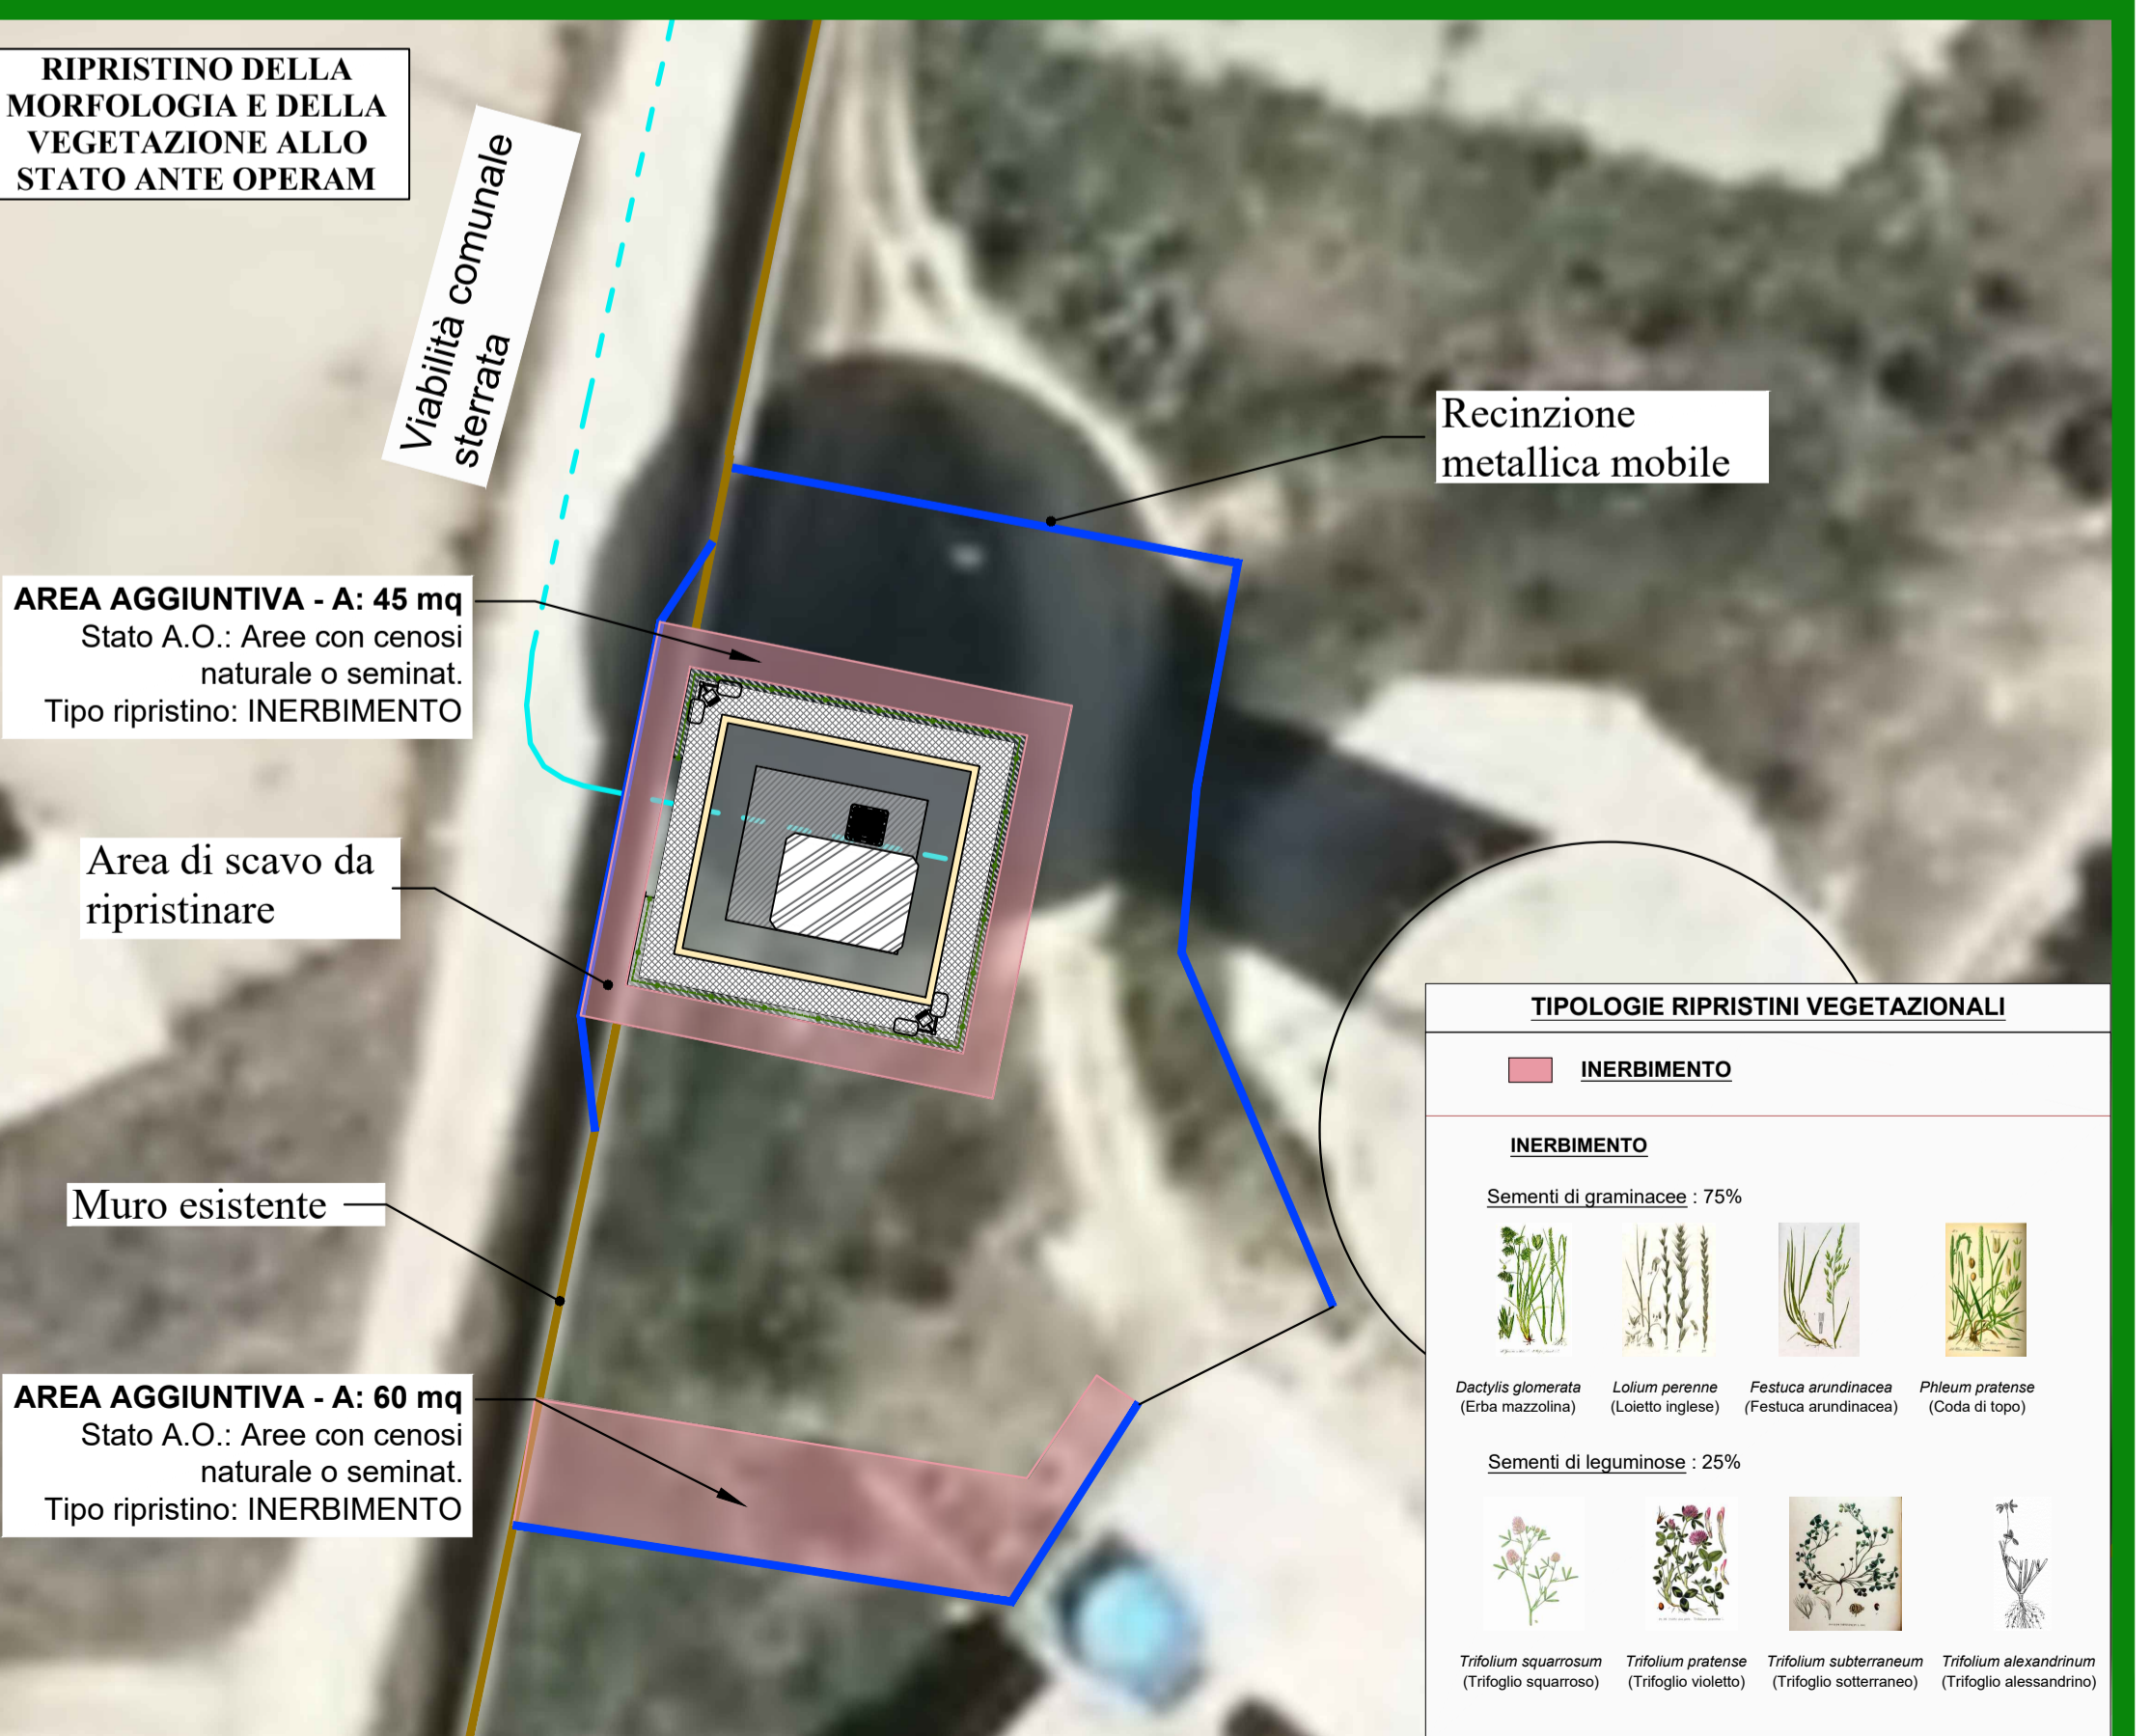 RIPRISTINO DELLA
MORFOLOGIA E DELLA
VEGETAZIONE ALLO
STATO ANTE OPERAM
Viabilità comunale
sterrata
Recinzione
metallica mobile
AREA AGGIUNTIVA - A: 45 mq
Stato A.O.: Aree con cenosi
naturale o seminat.
Tipo ripristino: INERBIMENTO
Area di scavo da
ripristinare
Muro esistente
AREA AGGIUNTIVA - A: 60 mq
Stato A.O.: Aree con cenosi
naturale o seminat.
Tipo ripristino: INERBIMENTO
TIPOLOGIE RIPRISTINI VEGETAZIONALI
INERBIMENTO
INERBIMENTO
Sementi di graminacee : 75%
Dactylis glomerata
(Erba mazzolina)
Lolium perenne
(Loietto inglese)
Festuca arundinacea
(Festuca arundinacea)
Phleum pratense
(Coda di topo)
Sementi di leguminose : 25%
Trifolium squarrosum
(Trifoglio squarroso)
Trifolium pratense
(Trifoglio violetto)
Trifolium subterraneum
(Trifoglio sotterraneo)
Trifolium alexandrinum
(Trifoglio alessandrino)